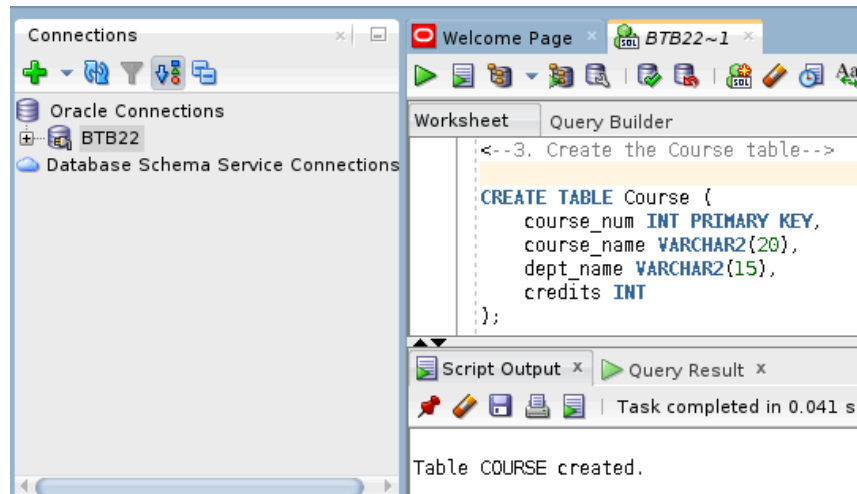 Connections
Oracle Connections
BTB22
Database Schema Service Connections
Welcome Page
BTB22~1
Worksheet
Query Builder
<--3. Create the Course table-->
CREATE TABLE Course (
course_num INT PRIMARY KEY,
course_name VARCHAR2(20),
dept_name VARCHAR2(15),
credits INT
);
Script Output
Query Result
Task completed in 0.041 s
Table COURSE created.